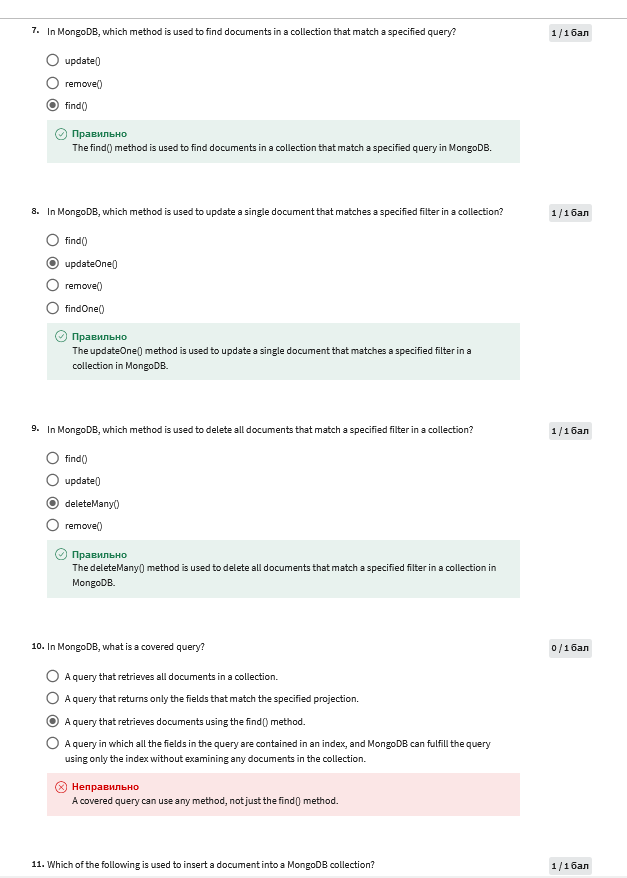 7. In MongoDB, which method is used to find documents in a collection that match a specified query? 1 / 1 бал
update()
remove()
find()
Правильно
The find() method is used to find documents in a collection that match a specified query in MongoDB.
8. In MongoDB, which method is used to update a single document that matches a specified filter in a collection? 1 / 1 бал
find()
updateOne()
remove()
findOne()
Правильно
The updateOne() method is used to update a single document that matches a specified filter in a
collection in MongoDB.
9. In MongoDB, which method is used to delete all documents that match a specified filter in a collection? 1 / 1 бал
find()
update()
deleteMany()
remove()
Правильно
The deleteMany() method is used to delete all documents that match a specified filter in a collection in
MongoDB.
10. In MongoDB, what is a covered query? 0 / 1 бал
A query that retrieves all documents in a collection.
A query that returns only the fields that match the specified projection.
A query that retrieves documents using the find() method.
A query in which all the fields in the query are contained in an index, and MongoDB can fulfill the query
using only the index without examining any documents in the collection.
Неправильно
A covered query can use any method, not just the find() method.
11. Which of the following is used to insert a document into a MongoDB collection? 1 / 1 бал